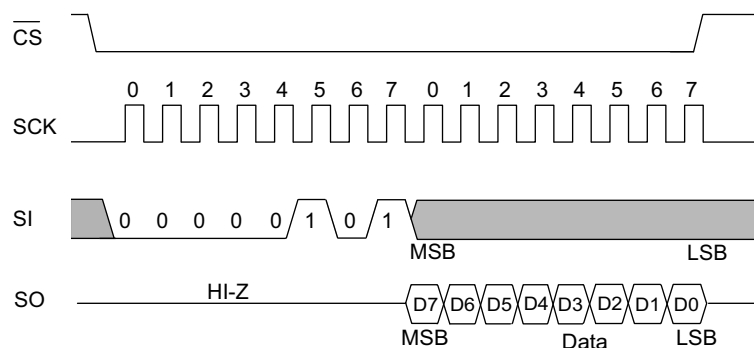 CS
0 1 2 3 4 5 6 7 0 1 2 3 4 5 6 7
SCK
SI 0 0 0 0 0 1 0 1
MSB LSB
HI-Z
SO D7 D6 D5 D4 D3 D2 D1 D0
MSB Data LSB